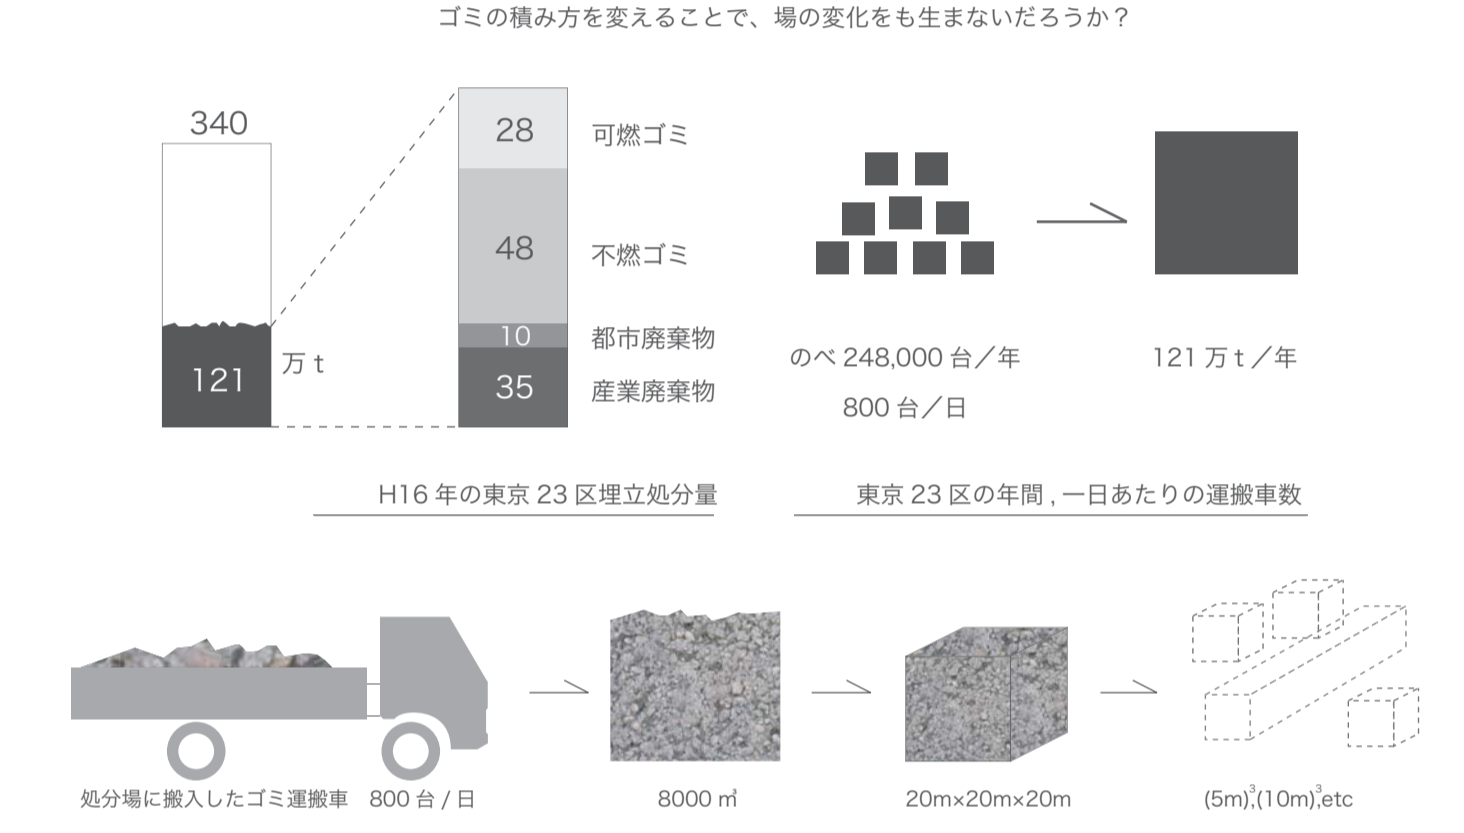 ゴミの積み方を変えることで、場の変化をも生まないだろうか？
340
121
万 t
28
可燃ゴミ
48
不燃ゴミ
10
都市廃棄物
35
産業廃棄物
のべ 248,000 台／年
800 台／日
121 万 t ／年
H16 年の東京 23 区埋立処分量
東京 23 区の年間 , 一日あたりの運搬車数
処分場に搬入したゴミ運搬車 800 台 / 日
8000 ㎥
20m×20m×20m
(5m)³,(10m)³,etc